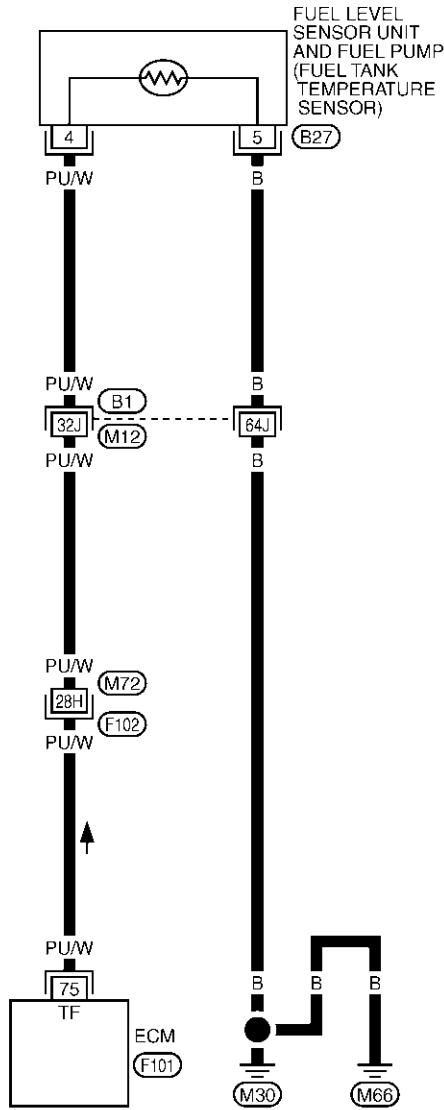 FUEL LEVEL
SENSOR UNIT
AND FUEL PUMP
(FUEL TANK
TEMPERATURE
SENSOR)
4
5
B27
PU/W
B
PU/W
B
B1
32J
64J
M12
PU/W
B
PU/W
M72
28H
F102
PU/W
PU/W
B
B
B
75
TF
ECM
F101
M30
M66